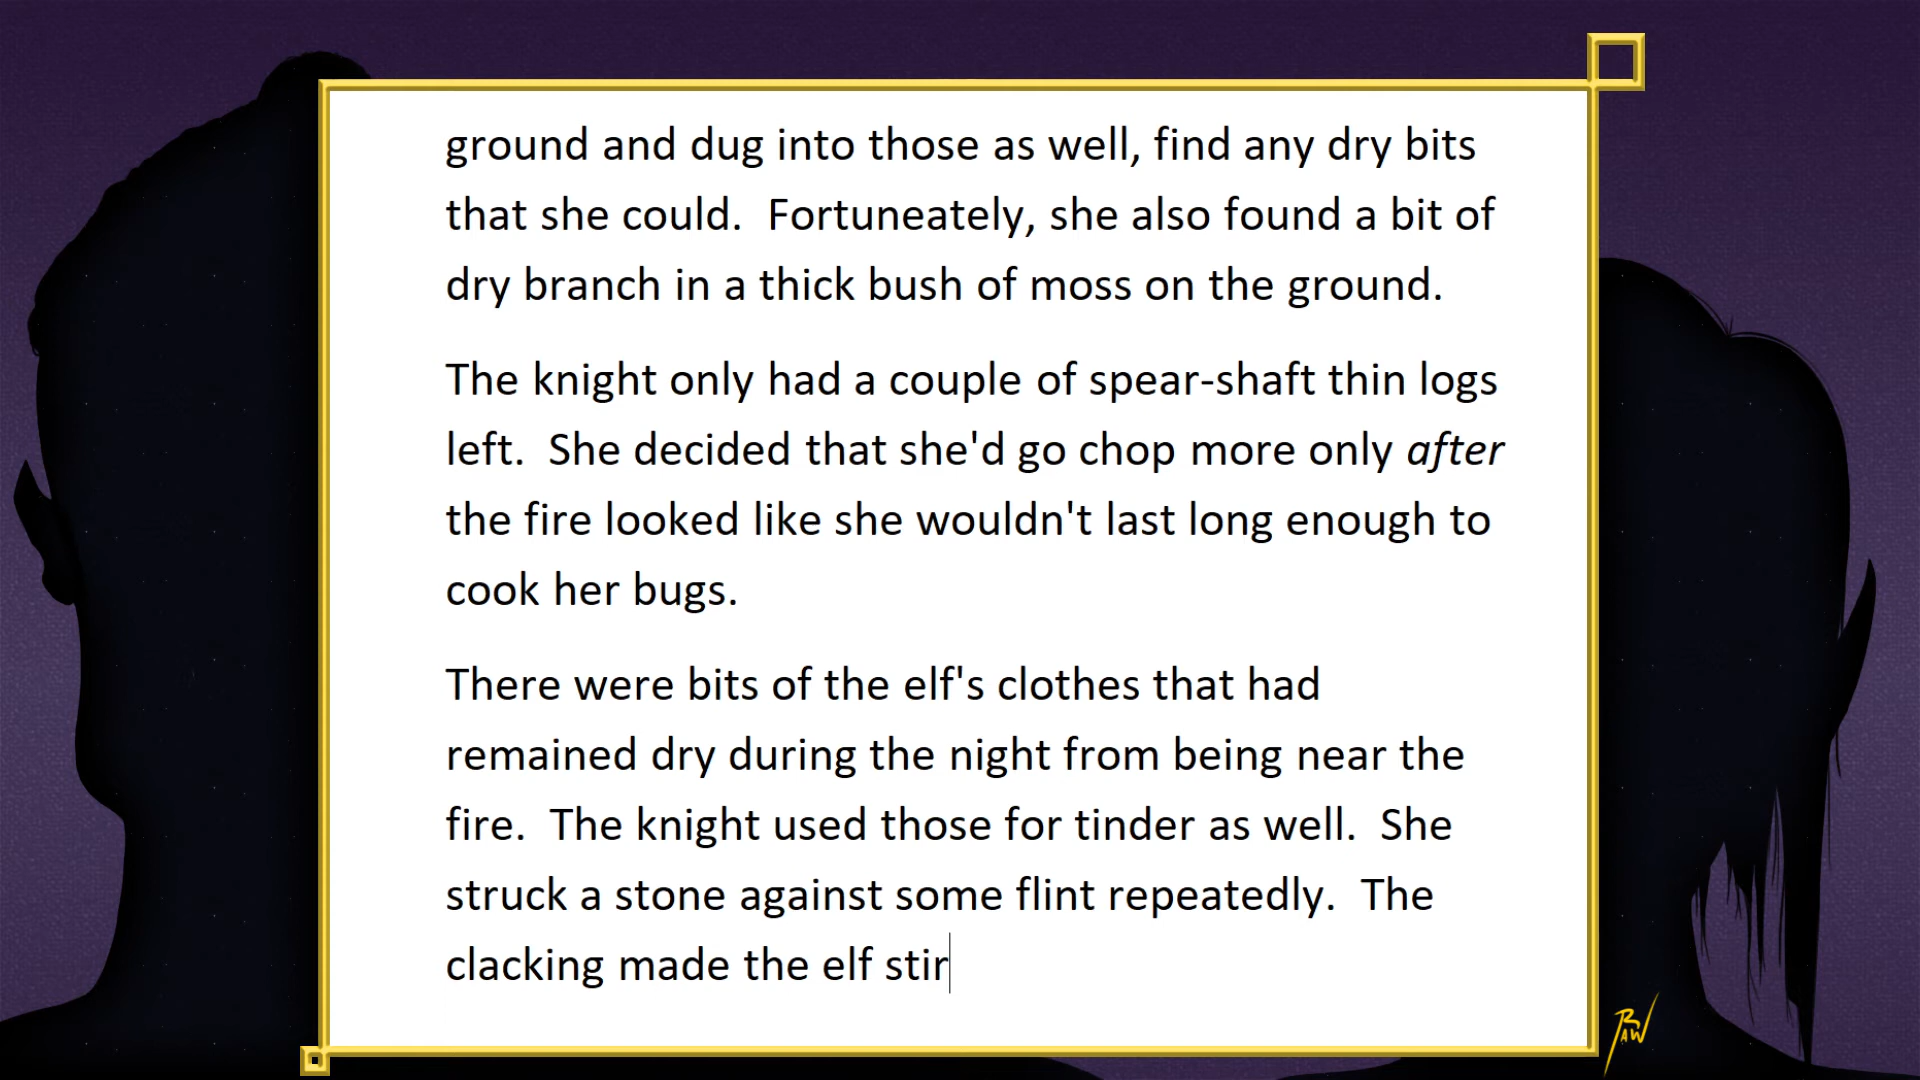 ground and dug into those as well, find any dry bits
that she could.  Fortuneately, she also found a bit of
dry branch in a thick bush of moss on the ground.
The knight only had a couple of spear-shaft thin logs
left.  She decided that she'd go chop more only after
the fire looked like she wouldn't last long enough to
cook her bugs.
There were bits of the elf's clothes that had
remained dry during the night from being near the
fire.  The knight used those for tinder as well.  She
struck a stone against some flint repeatedly.  The
clacking made the elf stir
RAW